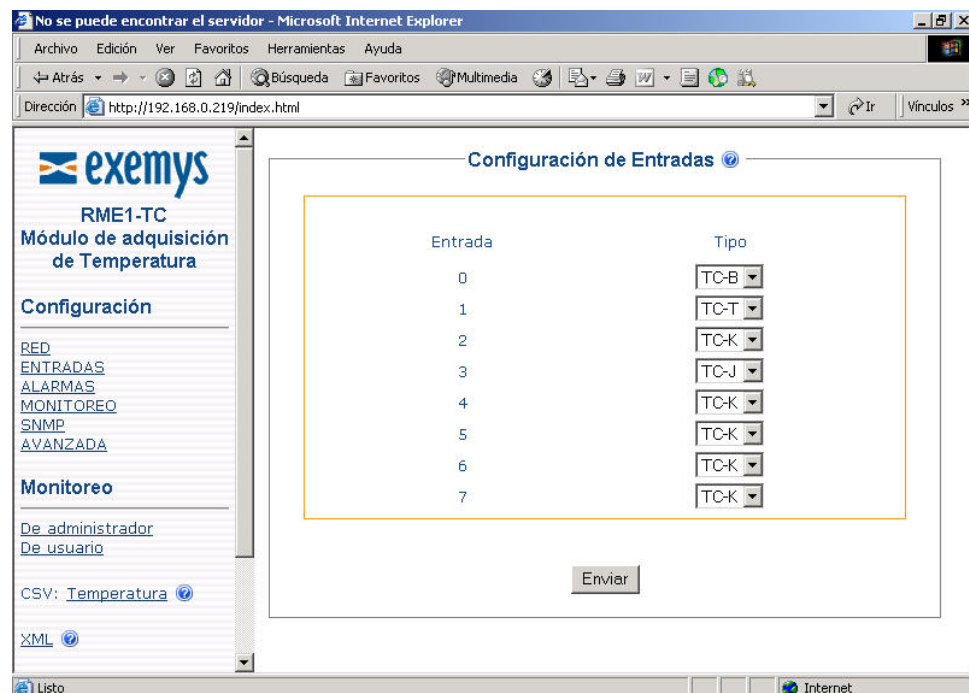 No se puede encontrar el servidor - Microsoft Internet Explorer
Archivo Edición Ver Favoritos Herramientas Ayuda
Atrás Búsqueda Favoritos Multimedia
Dirección http://192.168.0.219/index.html Ir Vínculos »
exemys
RME1-TC
Módulo de adquisición
de Temperatura
Configuración
RED
ENTRADAS
ALARMAS
MONITOREO
SNMP
AVANZADA
Monitoreo
De administrador
De usuario
CSV: Temperatura ?
XML ?
Configuración de Entradas ?
Entrada Tipo
0 TC-B
1 TC-T
2 TC-K
3 TC-J
4 TC-K
5 TC-K
6 TC-K
7 TC-K
Enviar
Listo Internet